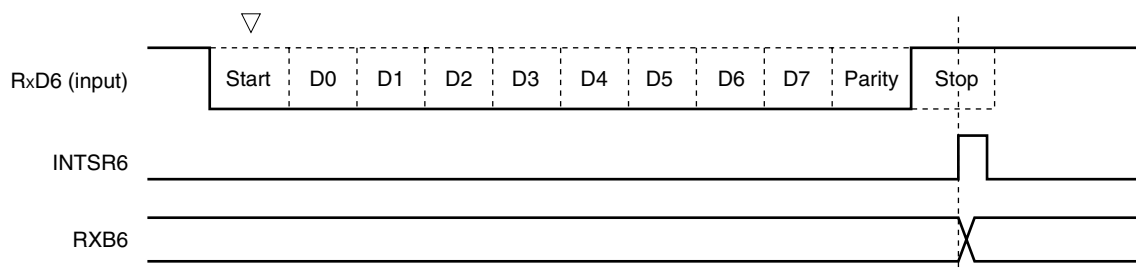 RxD6 (input)
Start D0 D1 D2 D3 D4 D5 D6 D7 Parity Stop
INTSR6
RXB6